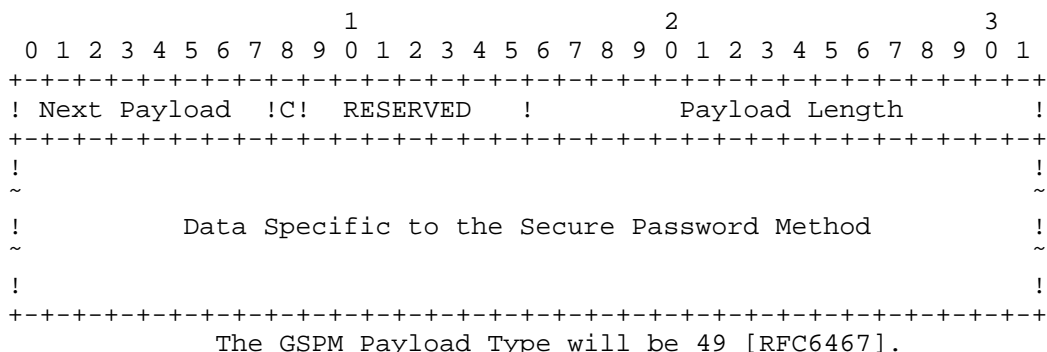 1                   2                   3
 0 1 2 3 4 5 6 7 8 9 0 1 2 3 4 5 6 7 8 9 0 1 2 3 4 5 6 7 8 9 0 1
+-+-+-+-+-+-+-+-+-+-+-+-+-+-+-+-+-+-+-+-+-+-+-+-+-+-+-+-+-+-+-+-+
! Next Payload  !C!  RESERVED   !         Payload Length        !
+-+-+-+-+-+-+-+-+-+-+-+-+-+-+-+-+-+-+-+-+-+-+-+-+-+-+-+-+-+-+-+-+
!                                                               !
~                                                               ~
!          Data Specific to the Secure Password Method          !
~                                                               ~
!                                                               !
+-+-+-+-+-+-+-+-+-+-+-+-+-+-+-+-+-+-+-+-+-+-+-+-+-+-+-+-+-+-+-+-+
             The GSPM Payload Type will be 49 [RFC6467].